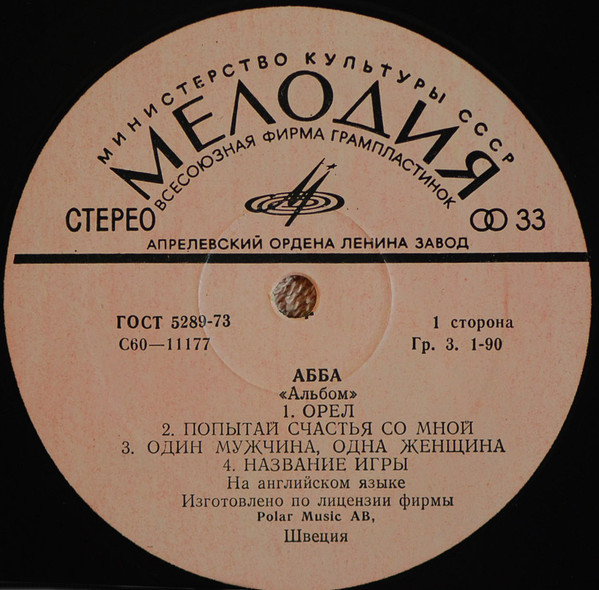 МИНИСТЕРСТВО КУЛЬТУРЫ СССР
МЕЛОДИЯ
ВСЕСОЮЗНАЯ ФИРМА ГРАМПЛАСТИНОК
СТЕРЕО
33
АПРЕЛЕВСКИЙ ОРДЕНА ЛЕНИНА ЗАВОД
ГОСТ 5289-73
1 сторона
С60—11177
Гр. 3. 1-90
АББА
«Альбом»
1. ОРЕЛ
2. ПОПЫТАЙ СЧАСТЬЯ СО МНОЙ
3. ОДИН МУЖЧИНА, ОДНА ЖЕНЩИНА
4. НАЗВАНИЕ ИГРЫ
На английском языке
Изготовлено по лицензии фирмы
Polar Music AB,
Швеция